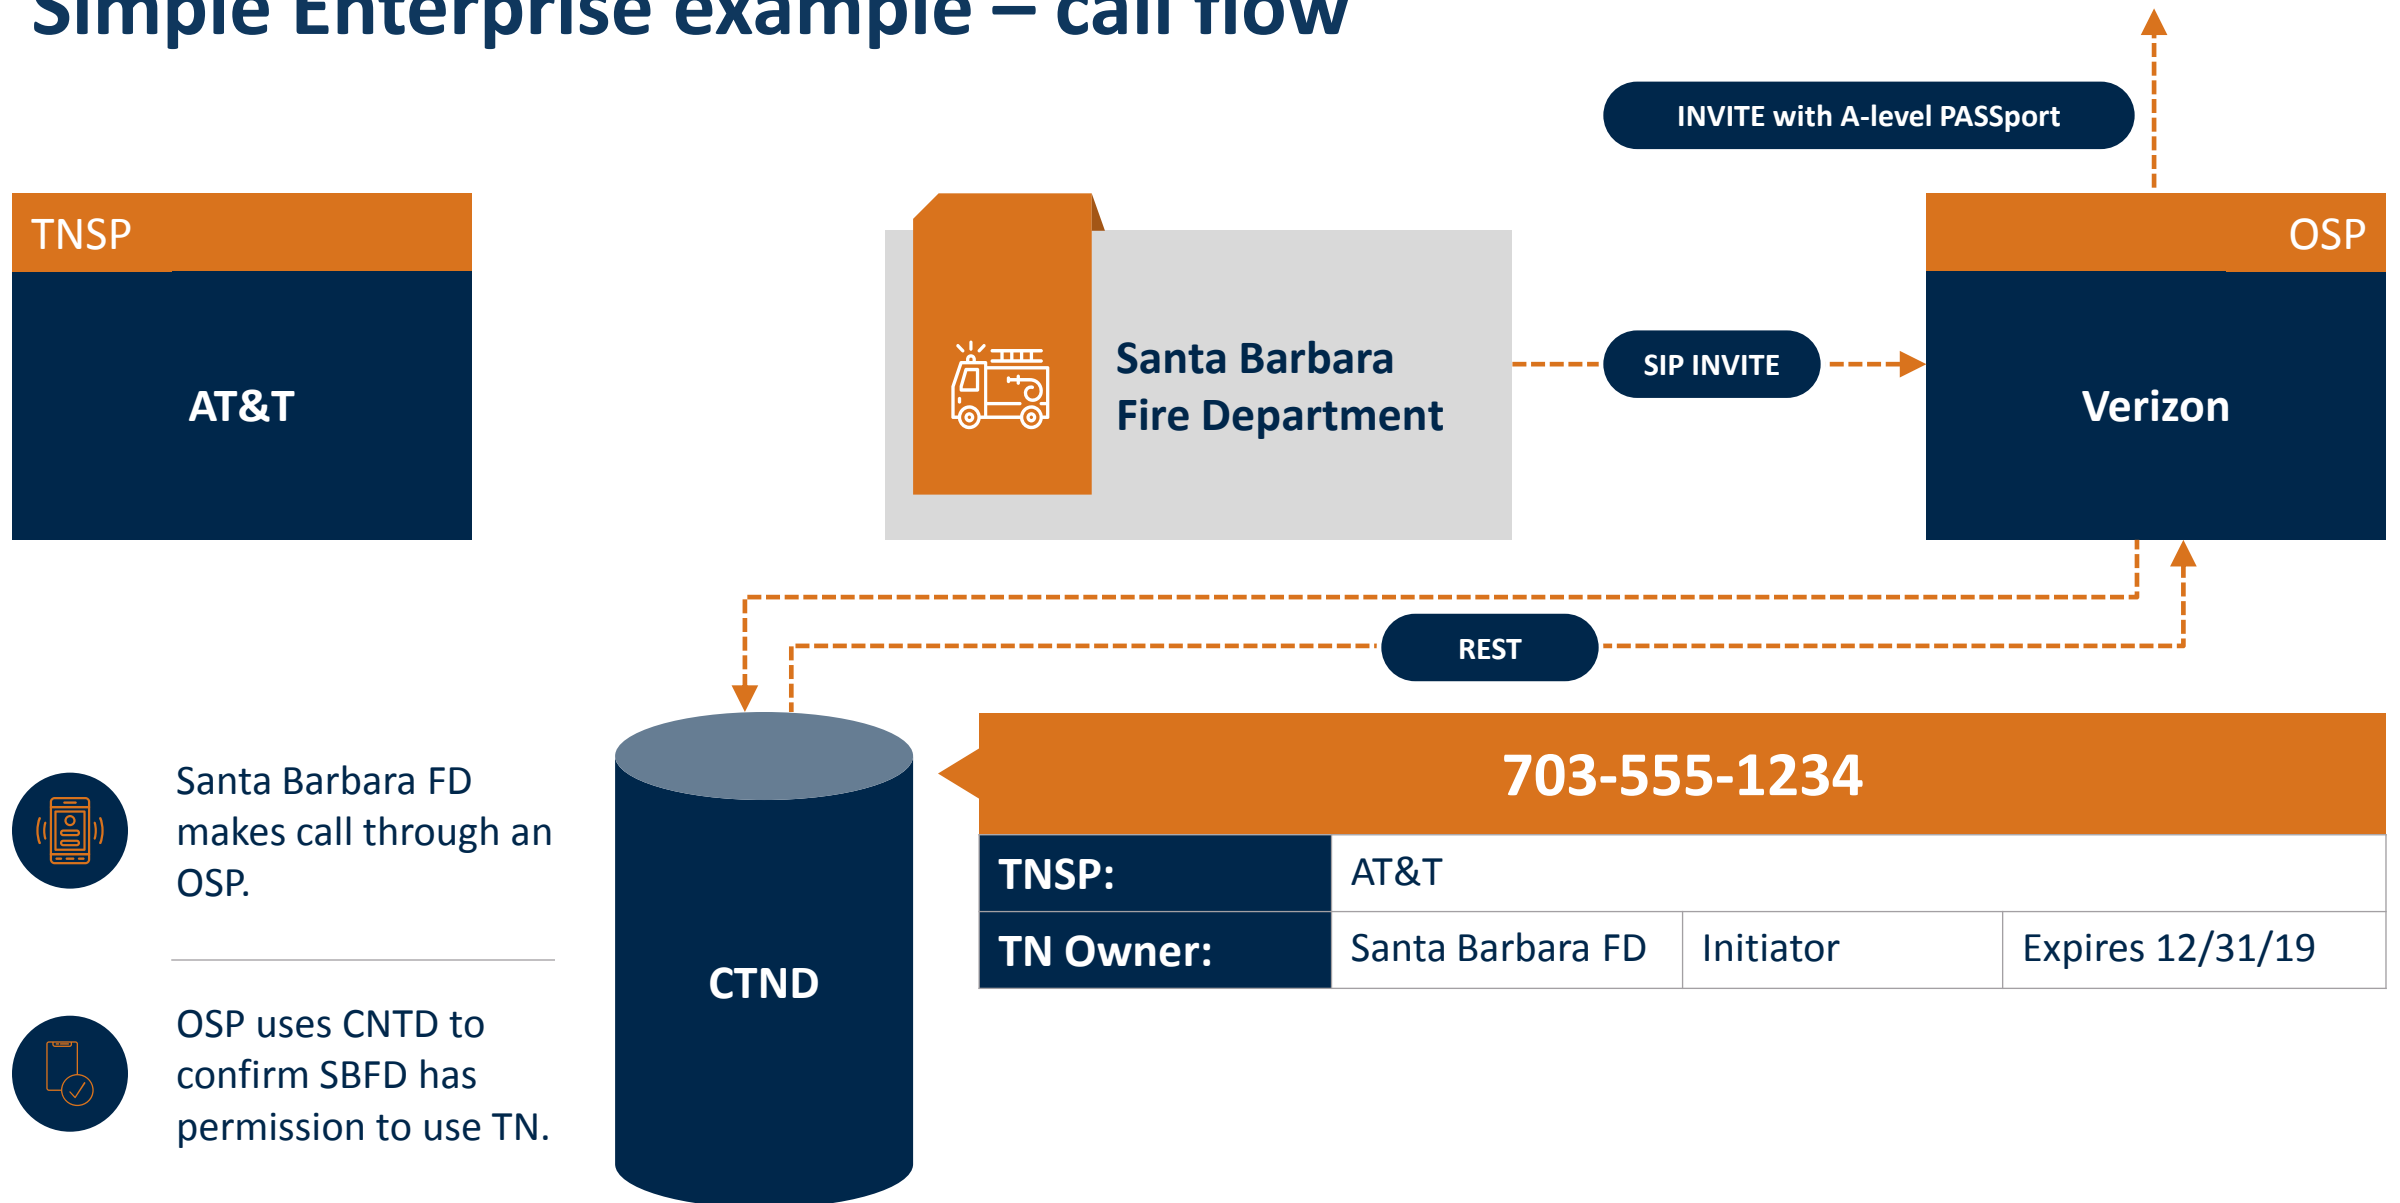 Simple Enterprise example – call flow
INVITE with A-level PASSport
TNSP
AT&T
Santa Barbara
Fire Department
SIP INVITE
OSP
Verizon
REST
Santa Barbara FD
makes call through an
OSP.
OSP uses CNTD to
confirm SBFD has
permission to use TN.
CTND
703-555-1234
TNSP: AT&T
TN Owner: Santa Barbara FD Initiator Expires 12/31/19